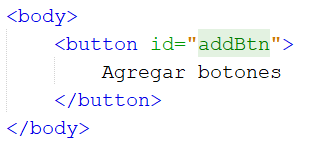 <body>
<button id="addBtn">
Agregar botones
</button>
</body>